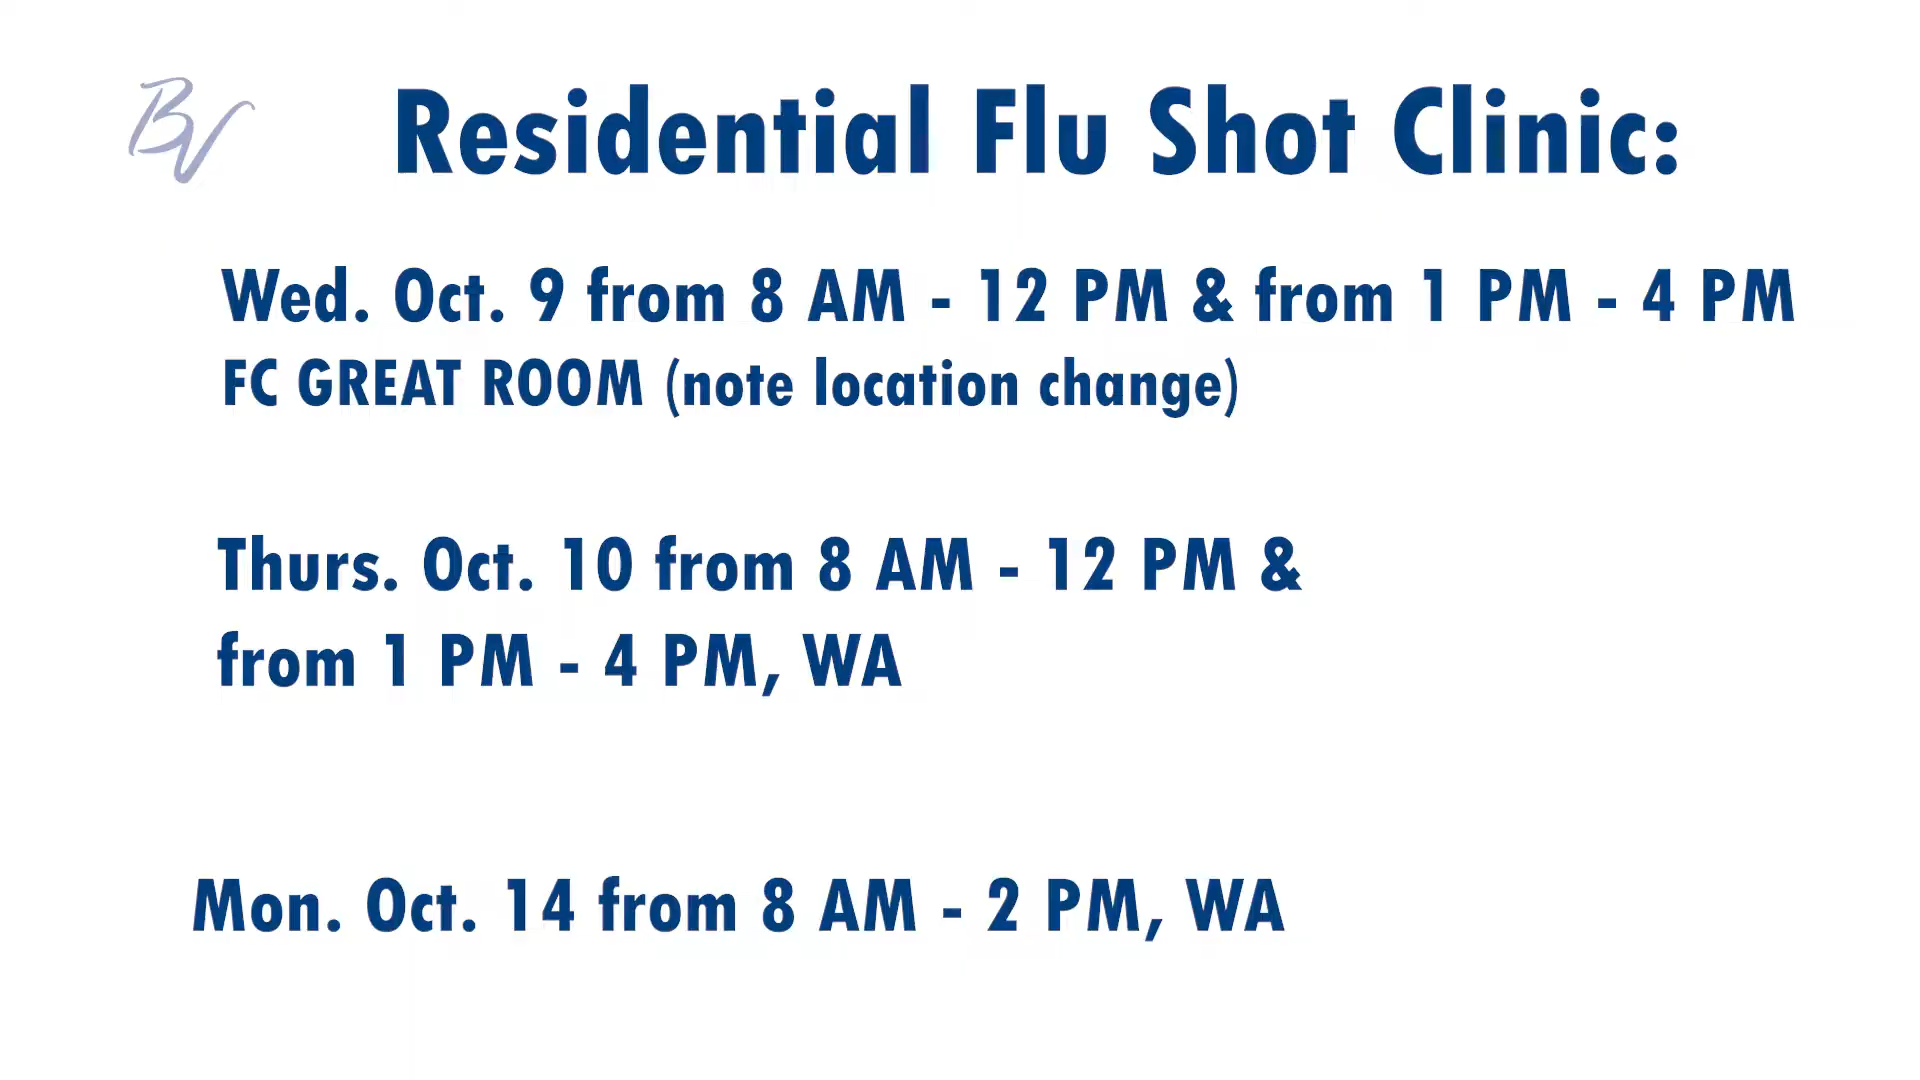 BV
Residential Flu Shot Clinic:
Wed. Oct. 9 from 8 AM - 12 PM & from 1 PM - 4 PM
FC GREAT ROOM (note location change)
Thurs. Oct. 10 from 8 AM - 12 PM &
from 1 PM - 4 PM, WA
Mon. Oct. 14 from 8 AM - 2 PM, WA